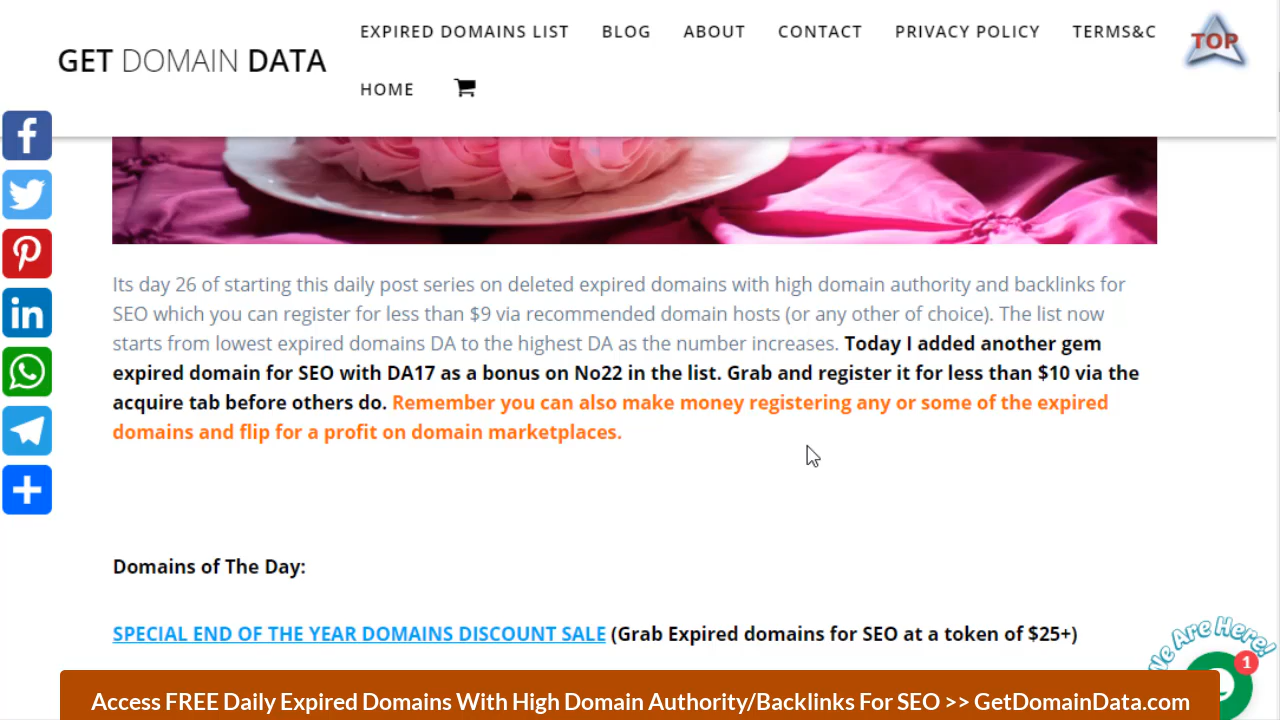 EXPIRED DOMAINS LIST BLOG ABOUT CONTACT PRIVACY POLICY TERMS&C
TOP
GET DOMAIN DATA
HOME
Its day 26 of starting this daily post series on deleted expired domains with high domain authority and backlinks for
SEO which you can register for less than $9 via recommended domain hosts (or any other of choice). The list now
starts from lowest expired domains DA to the highest DA as the number increases. Today I added another gem
expired domain for SEO with DA17 as a bonus on No22 in the list. Grab and register it for less than $10 via the
acquire tab before others do. Remember you can also make money registering any or some of the expired
domains and flip for a profit on domain marketplaces.
Domains of The Day:
SPECIAL END OF THE YEAR DOMAINS DISCOUNT SALE (Grab Expired domains for SEO at a token of $25+)
We Are Here!
1
Access FREE Daily Expired Domains With High Domain Authority/Backlinks For SEO >> GetDomainData.com